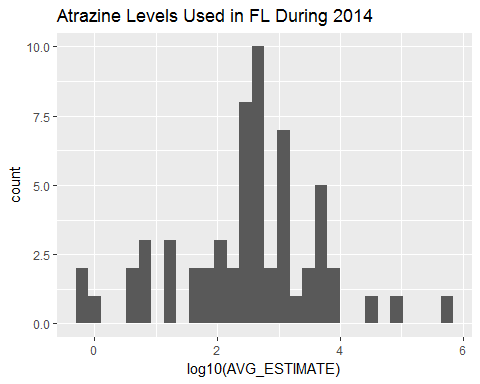 Atrazine Levels Used in FL During 2014
10.0
7.5
5.0
2.5
0.0
count
0 2 4 6
log10(AVG_ESTIMATE)